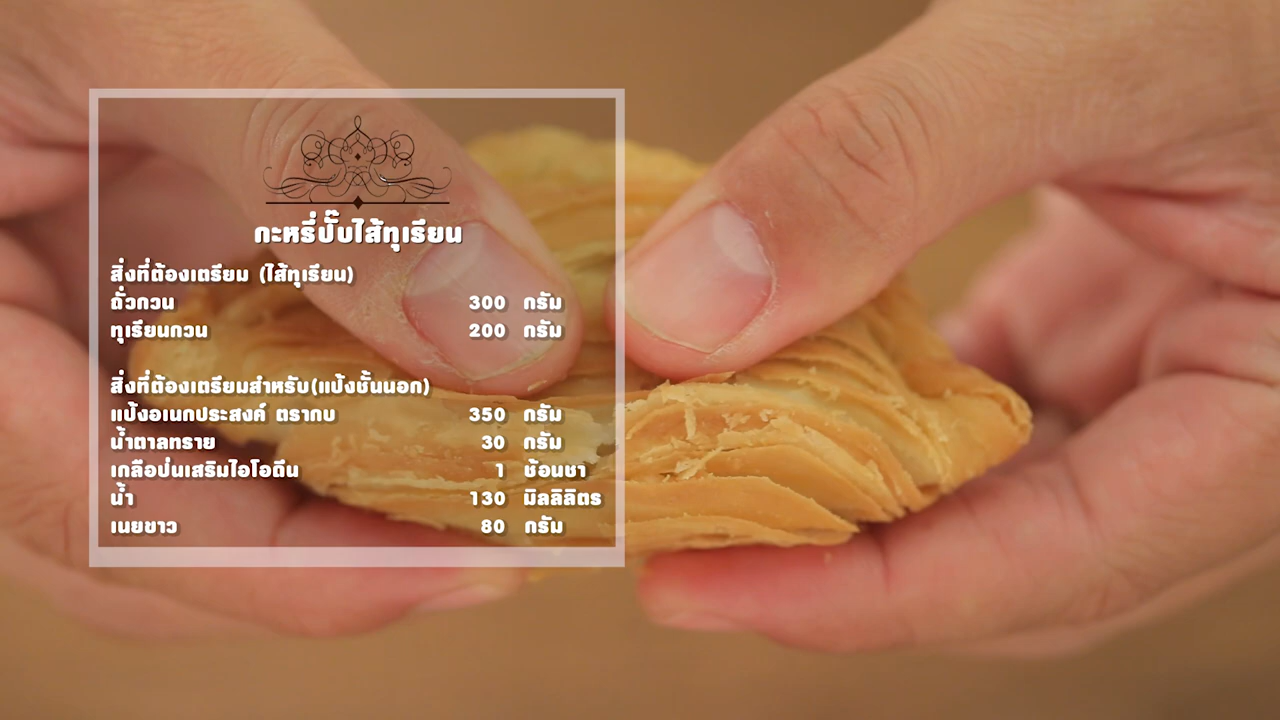 กะหรี่ปั๊บไส้ทุเรียน
สิ่งที่ต้องเตรียม (ไส้ทุเรียน)
ถั่วกวน 300 กรัม
ทุเรียนกวน 200 กรัม
สิ่งที่ต้องเตรียมสำหรับ(แป้งชั้นนอก)
แป้งอเนกประสงค์ ตรากบ 350 กรัม
น้ำตาลทราย 30 กรัม
เกลือป่นเสริมไอโอดีน 1 ช้อนชา
น้ำ 130 มิลลิลิตร
เนยขาว 80 กรัม